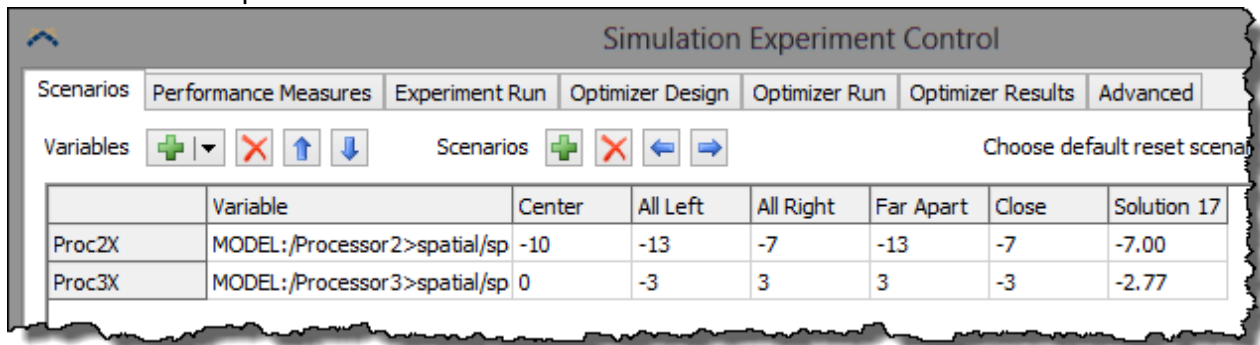 Simulation Experiment Control
Scenarios Performance Measures Experiment Run Optimizer Design Optimizer Run Optimizer Results Advanced
Variables Scenarios Choose default reset
Variable Center All Left All Right Far Apart Close Solution 17
Proc2X MODEL:/Processor2>spatial/sp -10 -13 -7 -13 -7 -7.00
Proc3X MODEL:/Processor3>spatial/sp 0 -3 3 3 -3 -2.77